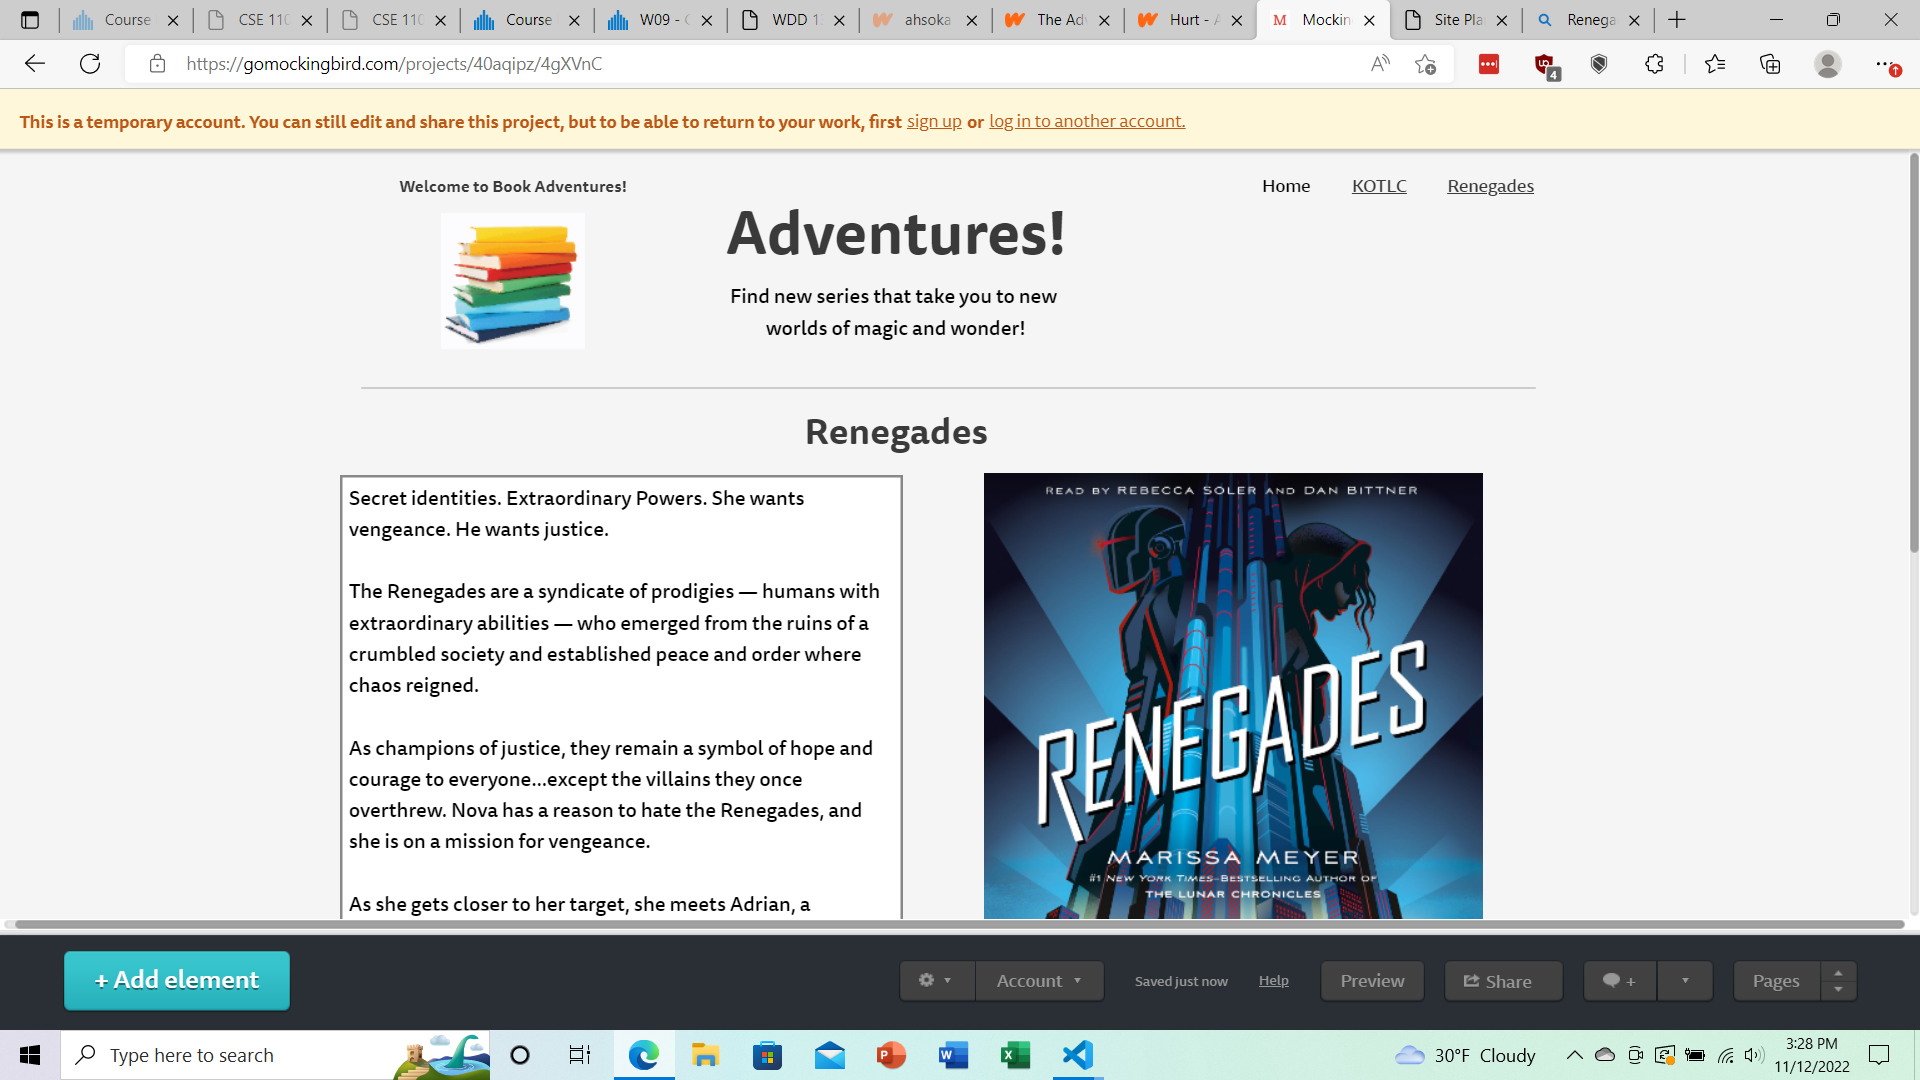 Course
CSE 110
CSE 110
Course
W09 -
WDD 1
ahsoka
The Adv
Hurt - A
Mockin
Site Pla
Renega
https://gomockingbird.com/projects/40aqipz/4gXVnC
4
This is a temporary account. You can still edit and share this project, but to be able to return to your work, first sign up or log in to another account.
Welcome to Book Adventures!
Home KOTLC Renegades
Adventures!
Find new series that take you to new
worlds of magic and wonder!
Renegades
Secret identities. Extraordinary Powers. She wants
vengeance. He wants justice.
The Renegades are a syndicate of prodigies — humans with
extraordinary abilities — who emerged from the ruins of a
crumbled society and established peace and order where
chaos reigned.
As champions of justice, they remain a symbol of hope and
courage to everyone...except the villains they once
overthrew. Nova has a reason to hate the Renegades, and
she is on a mission for vengeance.
As she gets closer to her target, she meets Adrian, a
READ BY REBECCA SOLER AND DAN BITTNER
RENEGADES
MARISSA MEYER
#1 NEW YORK TIMES-BESTSELLING AUTHOR OF
THE LUNAR CHRONICLES
+ Add element
Account
Saved just now
Help
Preview
Share
+
Pages
Type here to search
30°F Cloudy
3:28 PM
11/12/2022